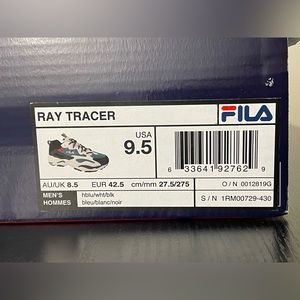 RAY TRACER
FILA
USA
9.5
6 33641 92762 9
AU/UK 8.5 EUR 42.5 cm/mm 27.5/275 O / N 0012819G
MEN'S hblu/wht/blk
HOMMES bleu/blanc/noir
S / N 1RM00729-430